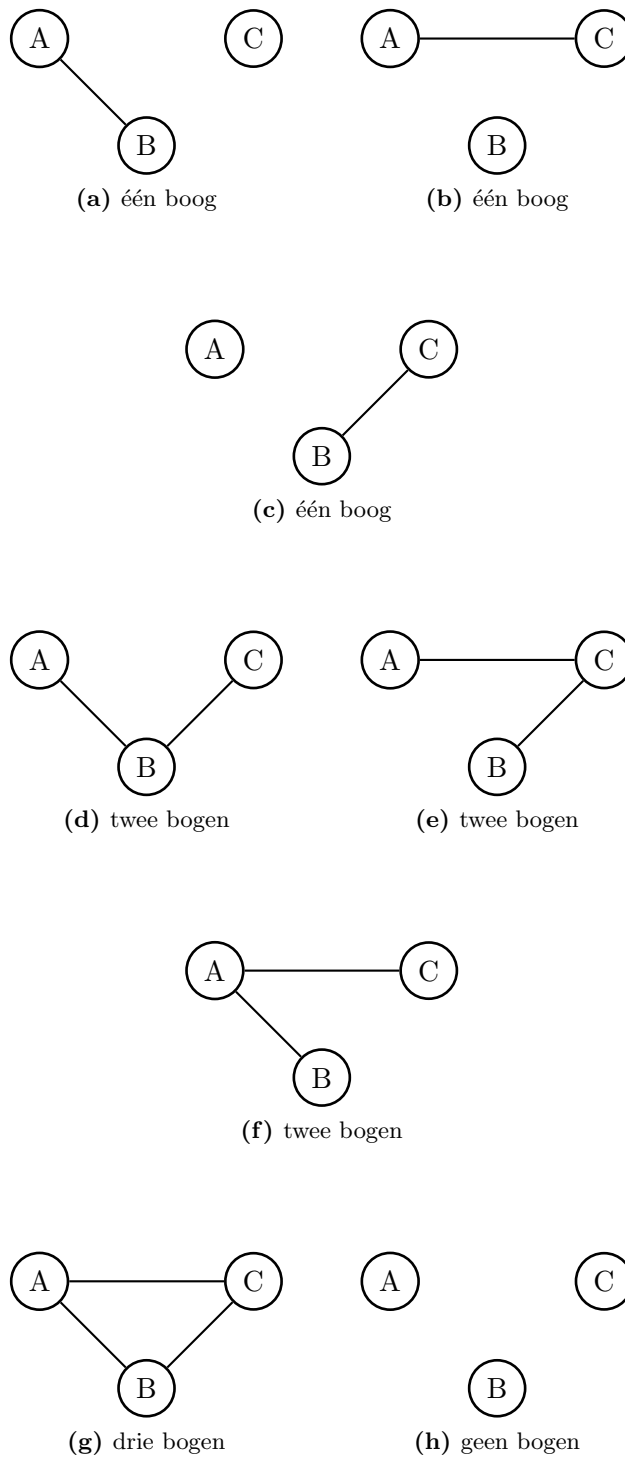 A C A C
B B
(a) één boog (b) één boog
A C
B
(c) één boog
A C A C
B B
(d) twee bogen (e) twee bogen
A C
B
(f) twee bogen
A C A C
B B
(g) drie bogen (h) geen bogen